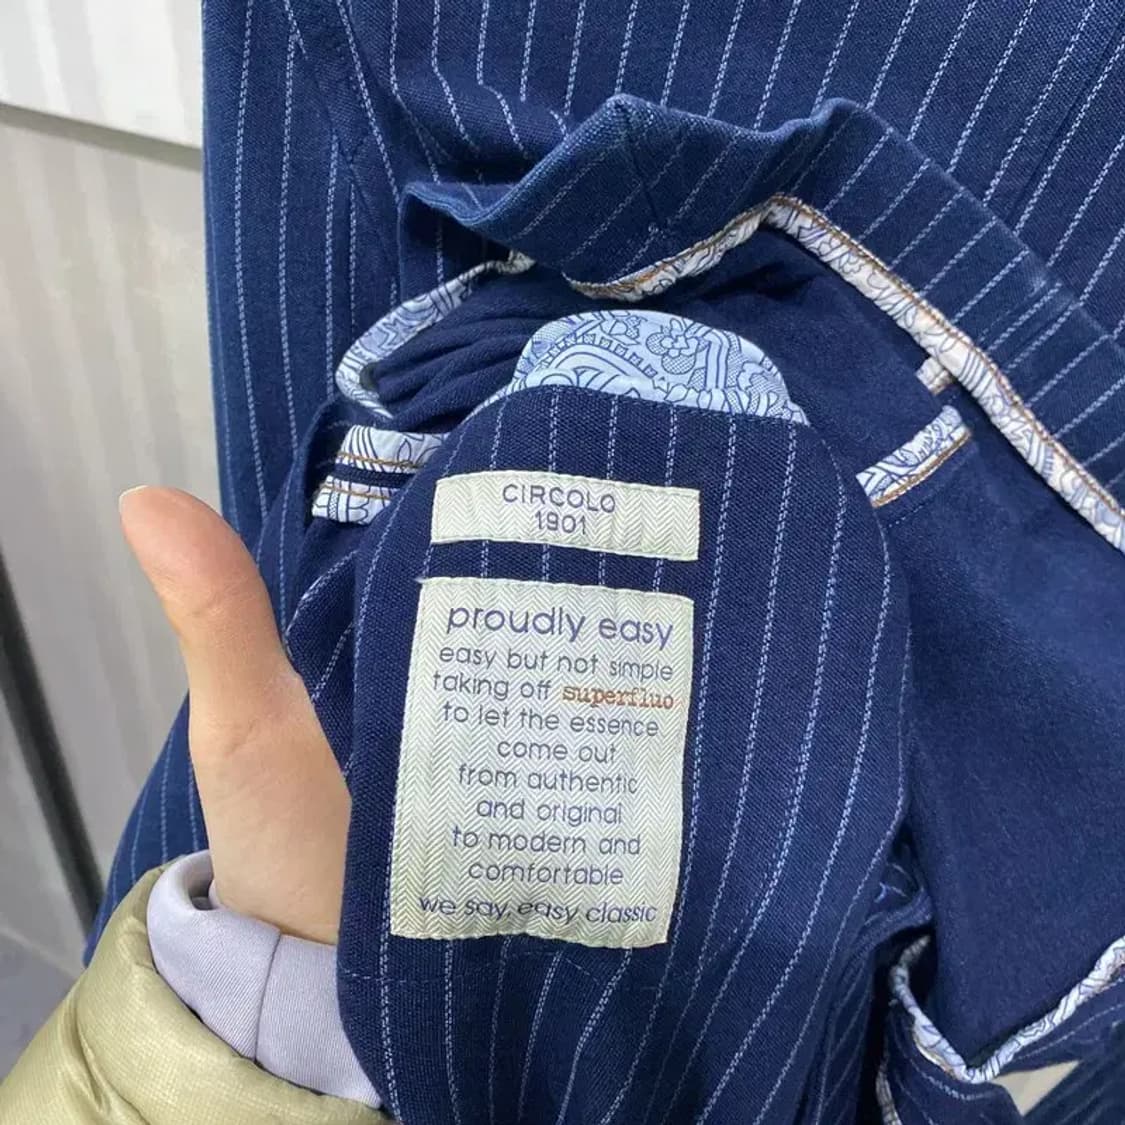 CIRCOLO
1901
proudly easy
easy but not simple
taking off superfluo
to let the essence
come out
from authentic
and original
to modern and
comfortable
we say, easy classic